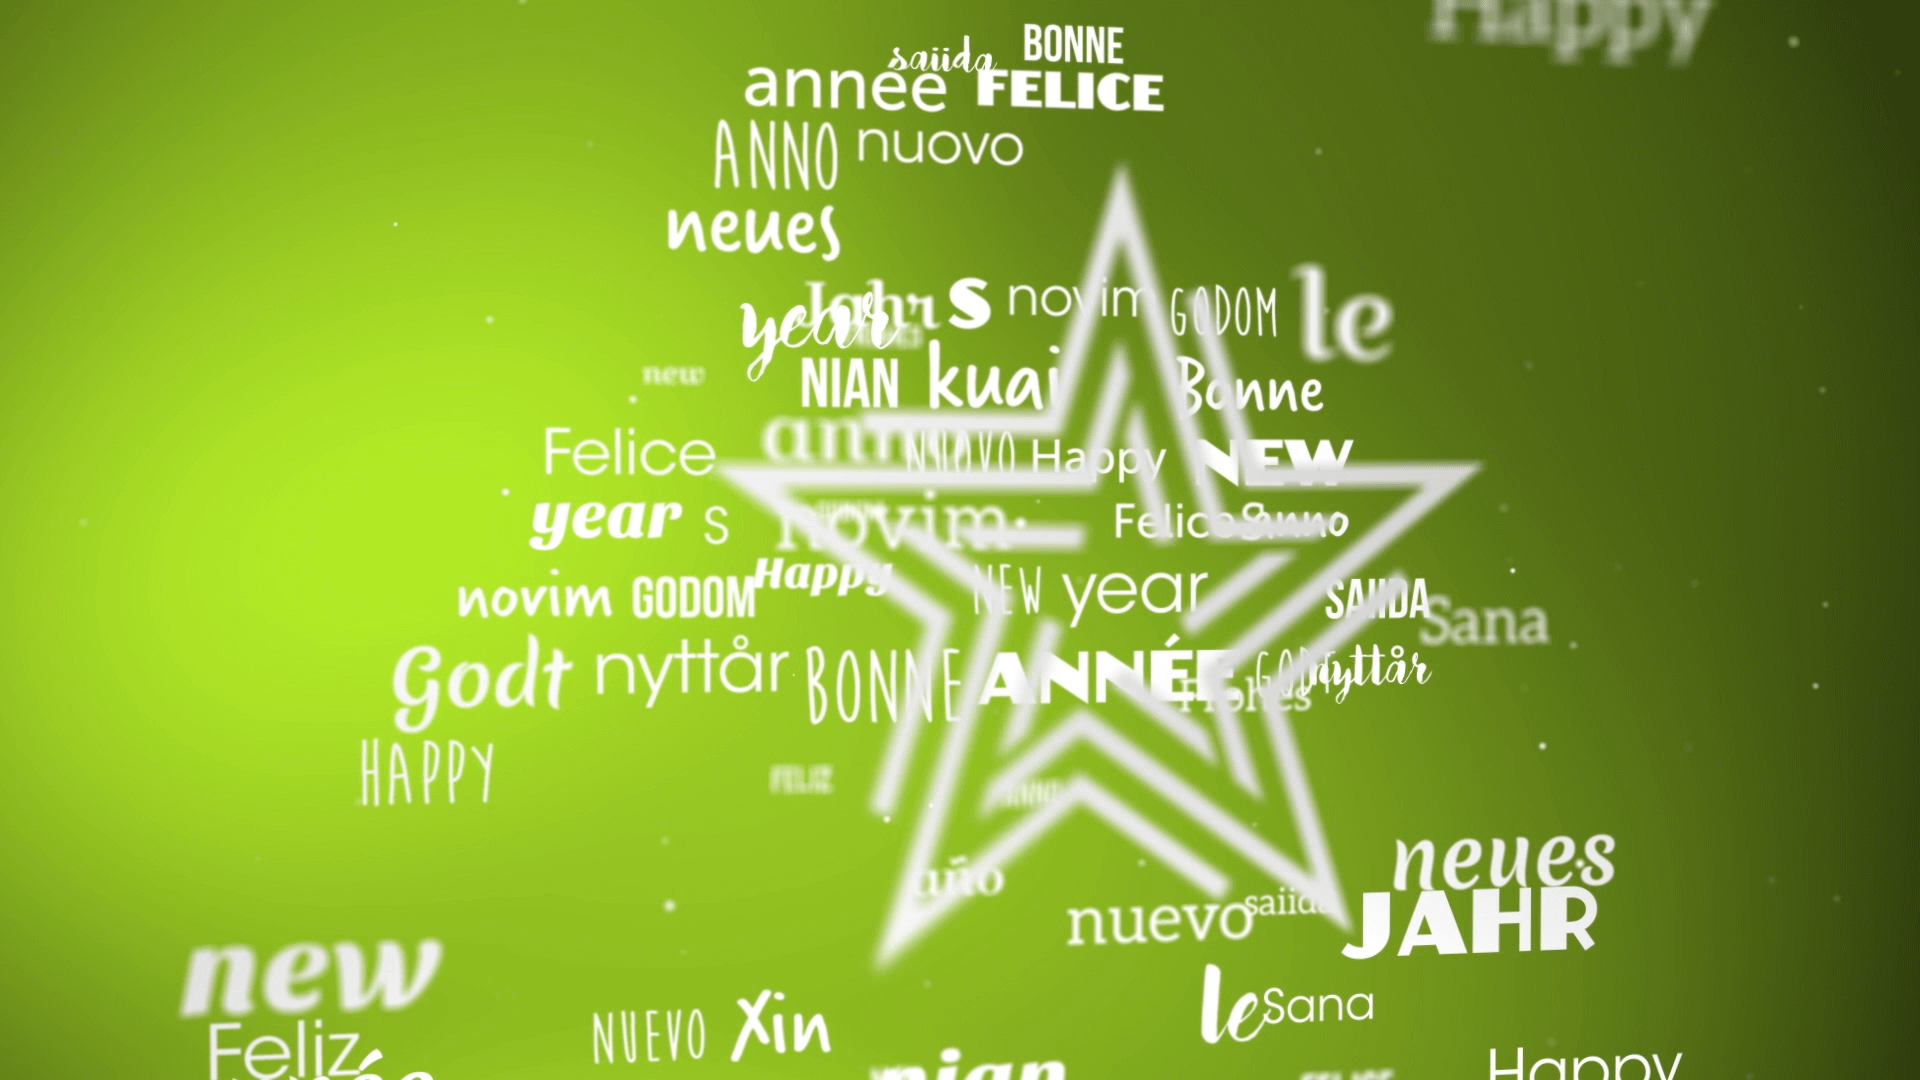 Happy
saiida BONNE
année FELICE
ANNO nuovo
neues
Jahr s novim GODOM le
year
new NIAN kuai Bonne
Felice NUOVO Happy NEW
year s novim Felice S anno
novim GODOM Happy NEW year SAIIDA Sana
Godt nyttår BONNE ANNÉE GODT nyttår
Frohes
HAPPY FELIZ
año neues
nuevo saiida JAHR
new le Sana
Feliz NUEVO Xin
nian FELICE Happy